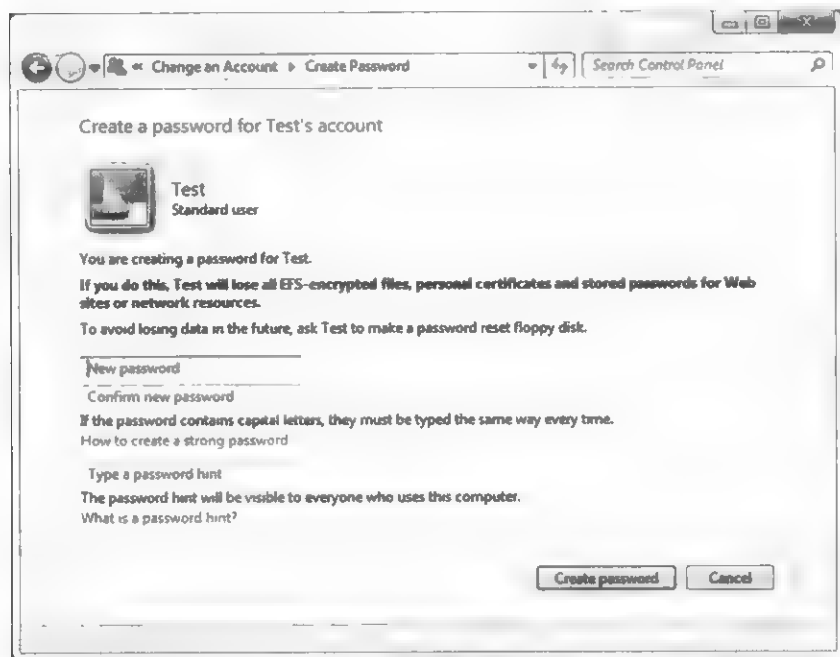 « Change an Account ▸ Create Password
Search Control Panel
Create a password for Test's account
Test
Standard user
You are creating a password for Test.
If you do this, Test will lose all EFS-encrypted files, personal certificates and stored passwords for Web
sites or network resources.
To avoid losing data in the future, ask Test to make a password reset floppy disk.
New password
Confirm new password
If the password contains capital letters, they must be typed the same way every time.
How to create a strong password
Type a password hint
The password hint will be visible to everyone who uses this computer.
What is a password hint?
Create password
Cancel